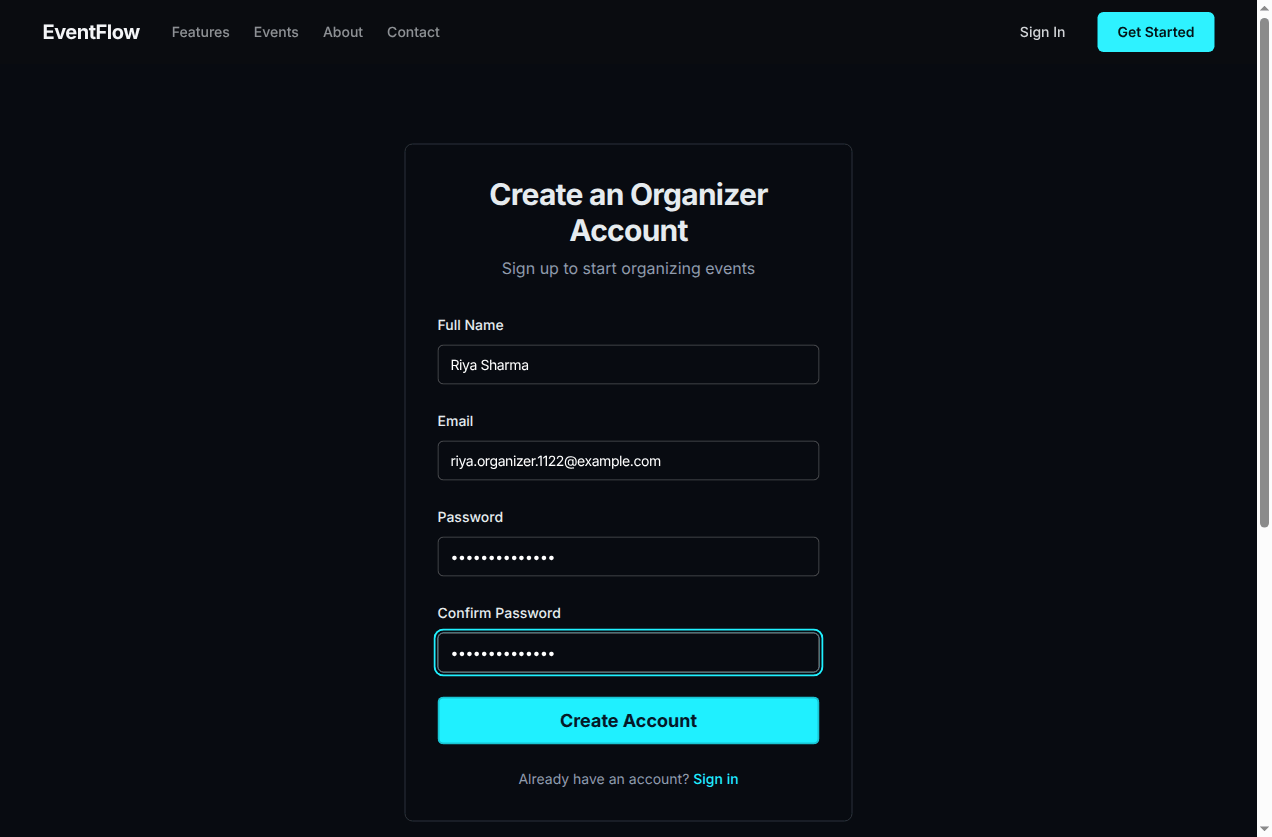 EventFlow Features Events About Contact Sign In Get Started
Create an Organizer
Account
Sign up to start organizing events
Full Name
Riya Sharma
Email
riya.organizer.1122@example.com
Password
••••••••••••••
Confirm Password
••••••••••••••
Create Account
Already have an account? Sign in